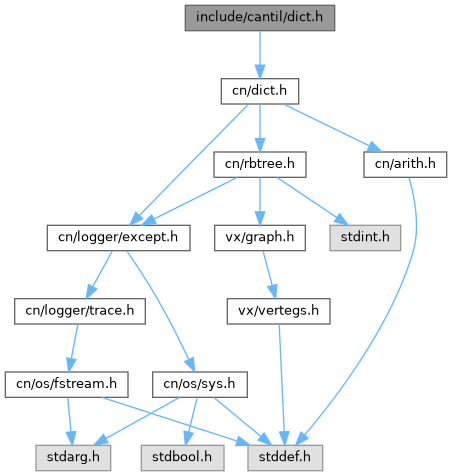 include/cantil/dict.h
cn/dict.h
cn/rbtree.h
cn/arith.h
cn/logger/except.h
vx/graph.h
stdint.h
cn/logger/trace.h
vx/vertegs.h
cn/os/fstream.h
cn/os/sys.h
stdarg.h
stdbool.h
stddef.h